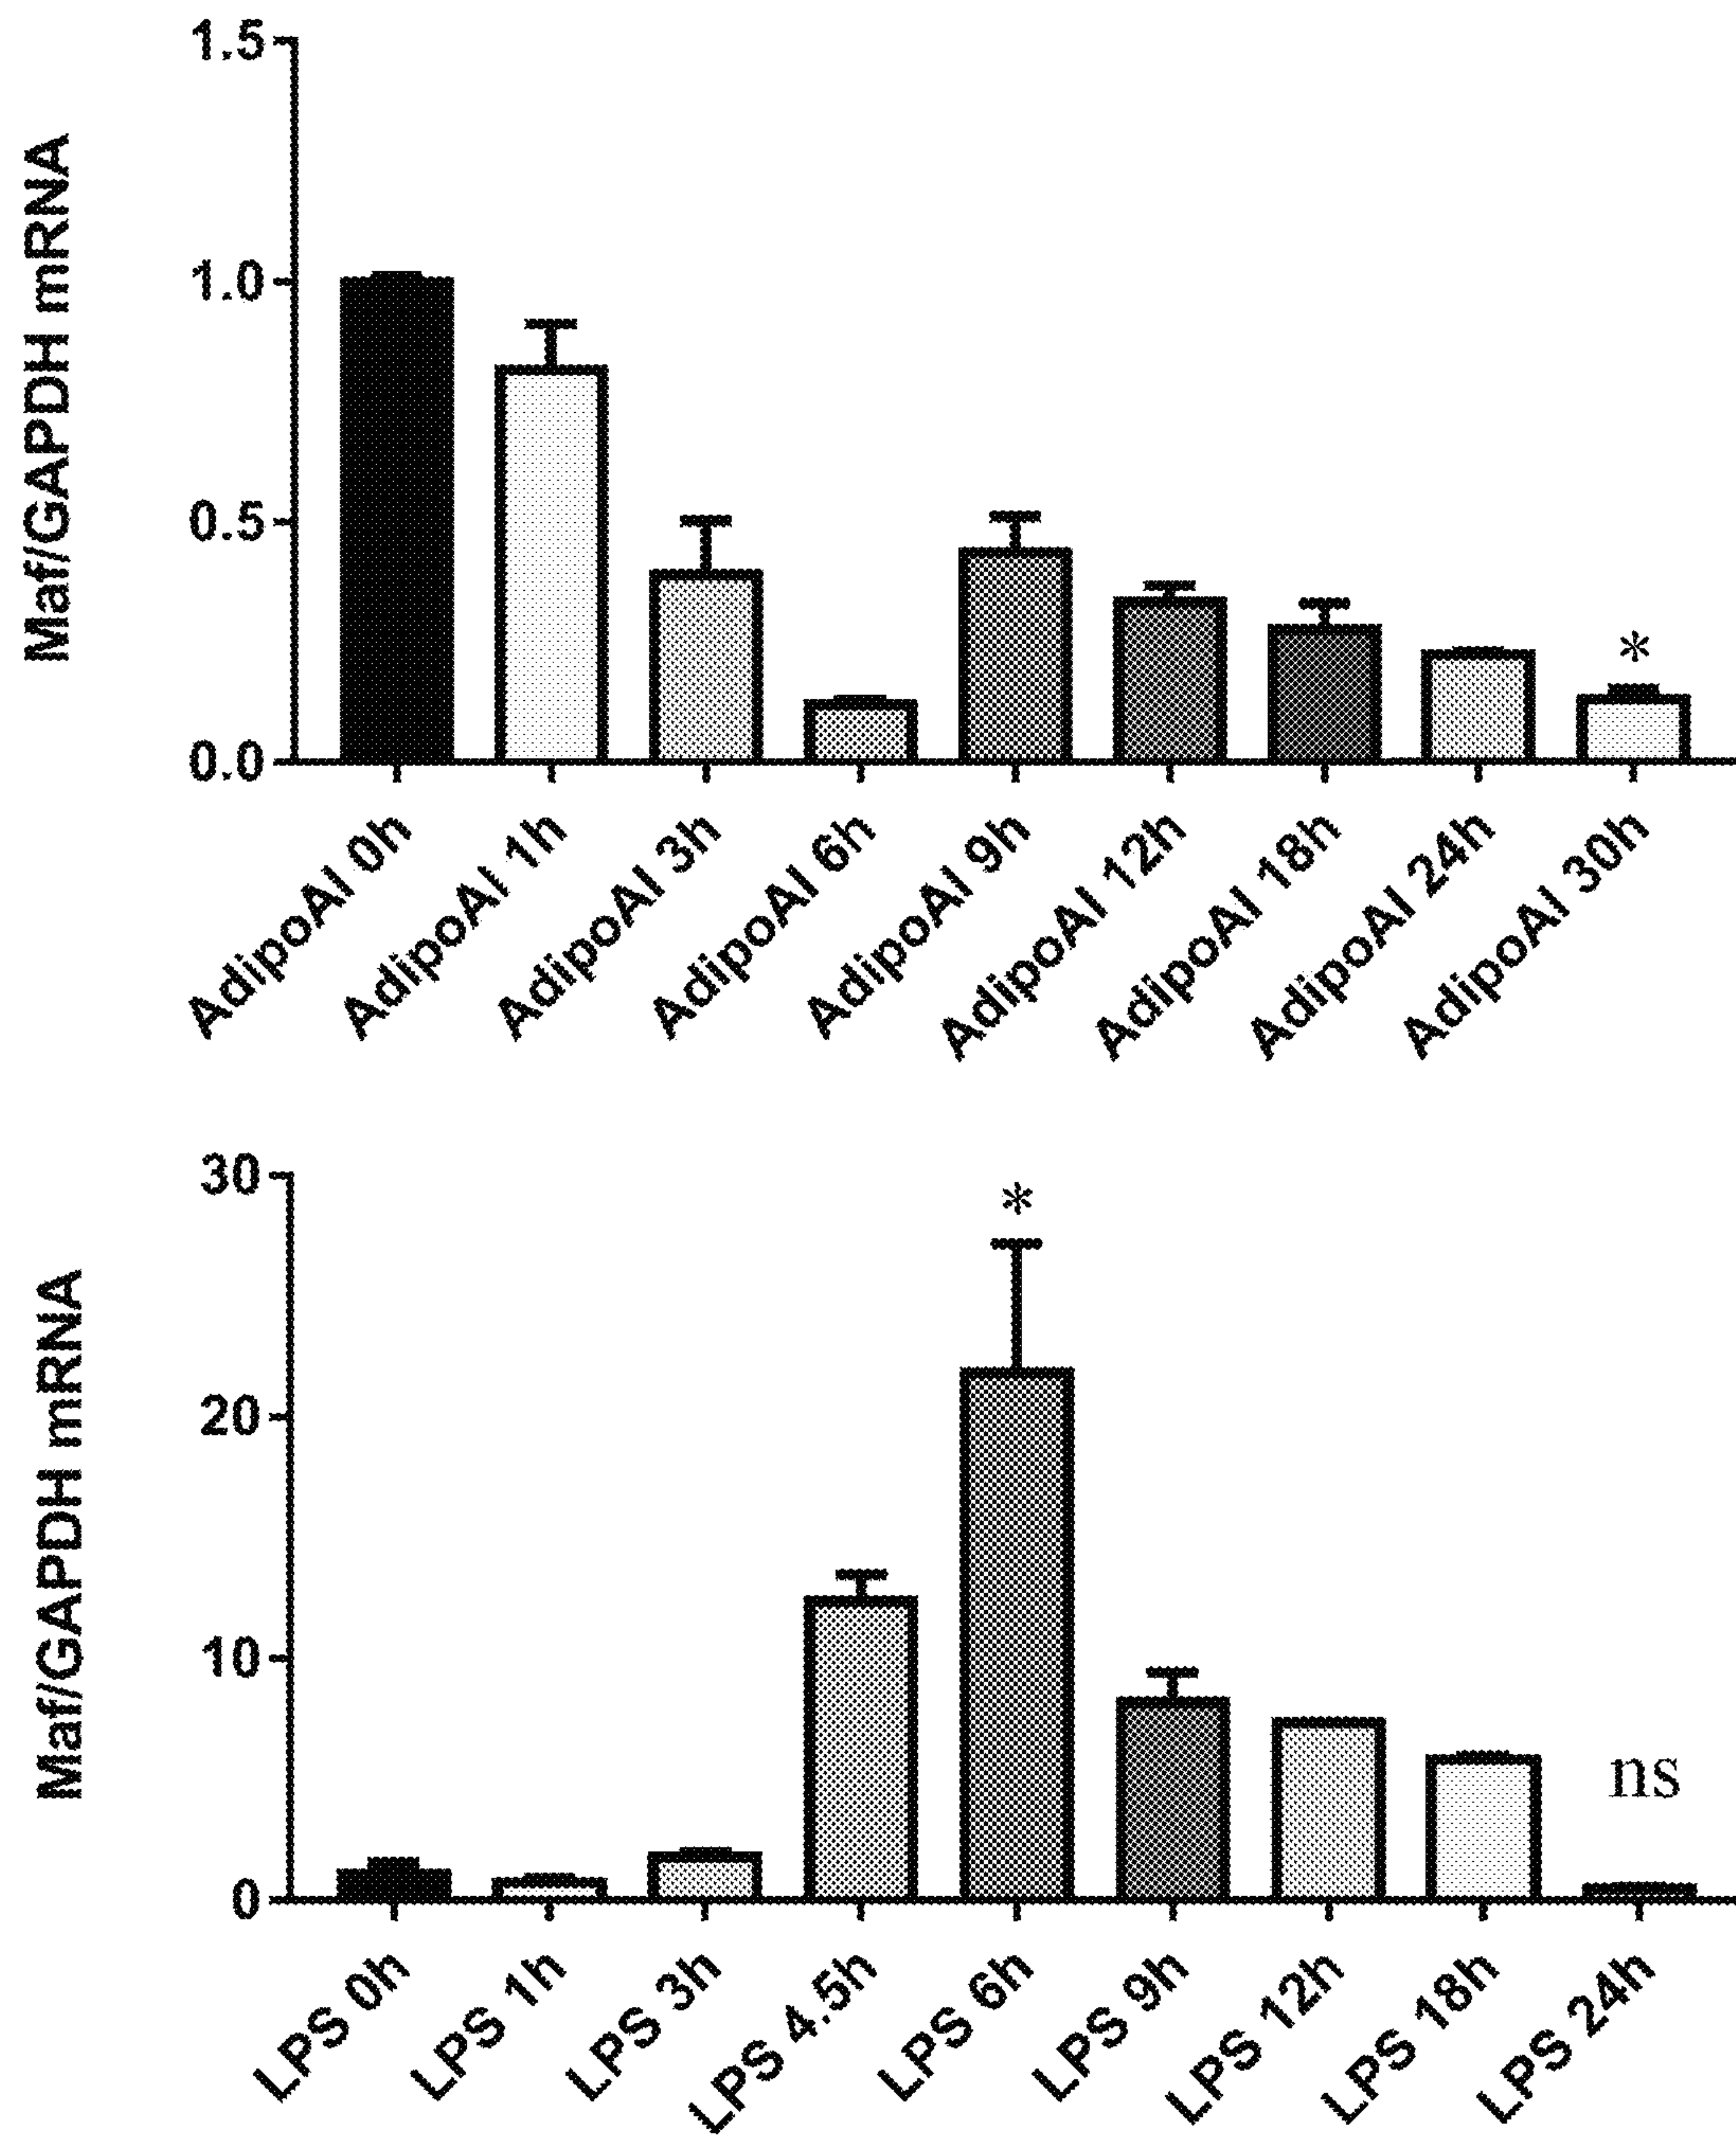 Maf/GAPDH mRNA
1.5
1.0
0.5
0.0
*
AdipoAI 0h
AdipoAI 1h
AdipoAI 3h
AdipoAI 6h
AdipoAI 9h
AdipoAI 12h
AdipoAI 18h
AdipoAI 24h
AdipoAI 30h
Maf/GAPDH mRNA
30
20
10
0
*
ns
LPS 0h
LPS 1h
LPS 3h
LPS 4.5h
LPS 6h
LPS 9h
LPS 12h
LPS 18h
LPS 24h